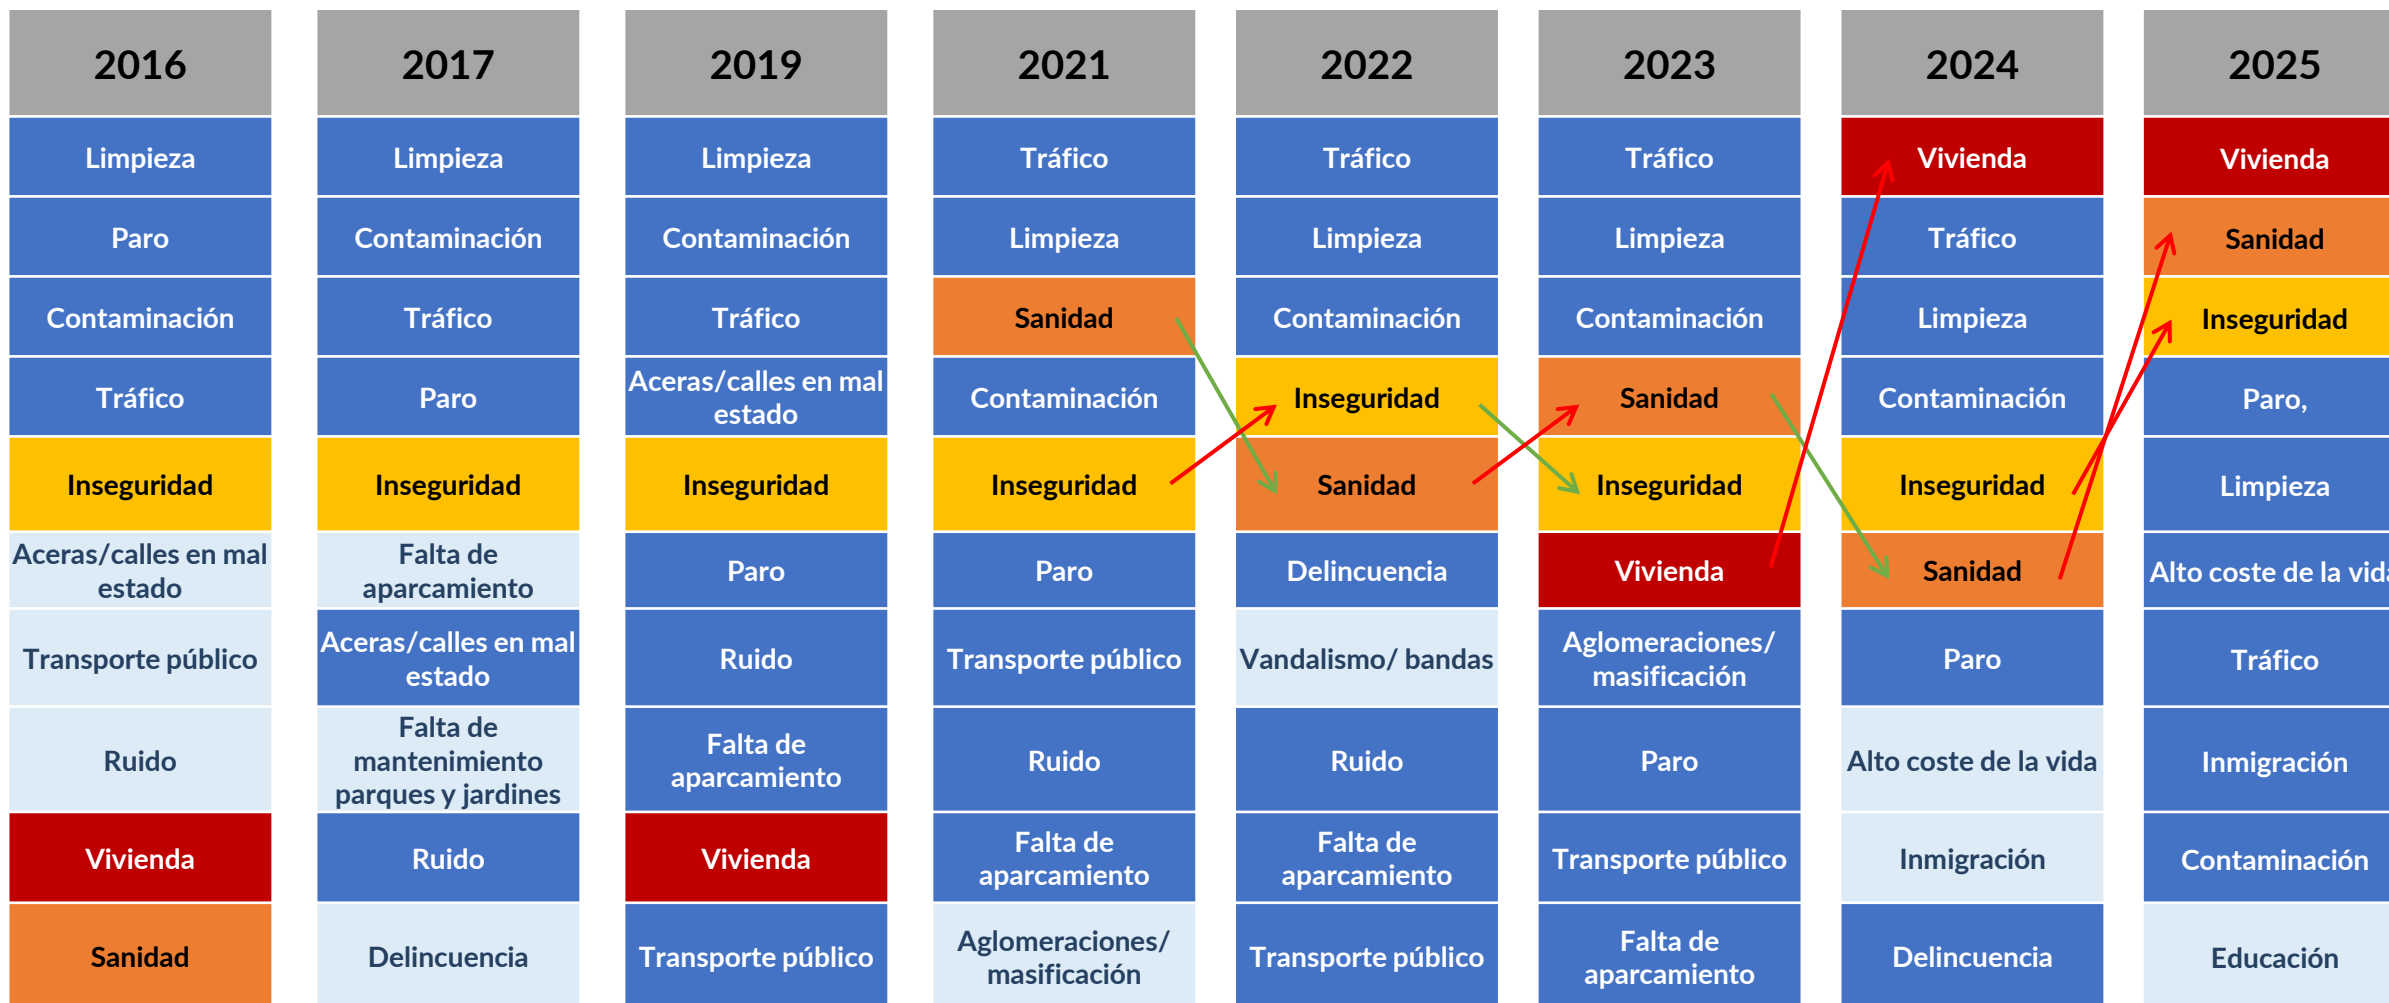 2016
2017
2019
2021
2022
2023
2024
2025
Limpieza
Limpieza
Limpieza
Tráfico
Tráfico
Tráfico
Vivienda
Vivienda
Paro
Contaminación
Contaminación
Limpieza
Limpieza
Limpieza
Tráfico
Sanidad
Contaminación
Tráfico
Tráfico
Sanidad
Contaminación
Contaminación
Limpieza
Inseguridad
Tráfico
Paro
Aceras/calles en mal
estado
Contaminación
Inseguridad
Sanidad
Contaminación
Paro,
Inseguridad
Inseguridad
Inseguridad
Inseguridad
Sanidad
Inseguridad
Inseguridad
Limpieza
Aceras/calles en mal
estado
Falta de
aparcamiento
Paro
Paro
Delincuencia
Vivienda
Sanidad
Alto coste de la vida
Transporte público
Aceras/calles en mal
estado
Ruido
Transporte público
Vandalismo/ bandas
Aglomeraciones/
masificación
Paro
Tráfico
Ruido
Falta de
mantenimiento
parques y jardines
Falta de
aparcamiento
Ruido
Ruido
Paro
Alto coste de la vida
Inmigración
Vivienda
Ruido
Vivienda
Falta de
aparcamiento
Falta de
aparcamiento
Transporte público
Inmigración
Contaminación
Sanidad
Delincuencia
Transporte público
Aglomeraciones/
masificación
Transporte público
Falta de
aparcamiento
Delincuencia
Educación